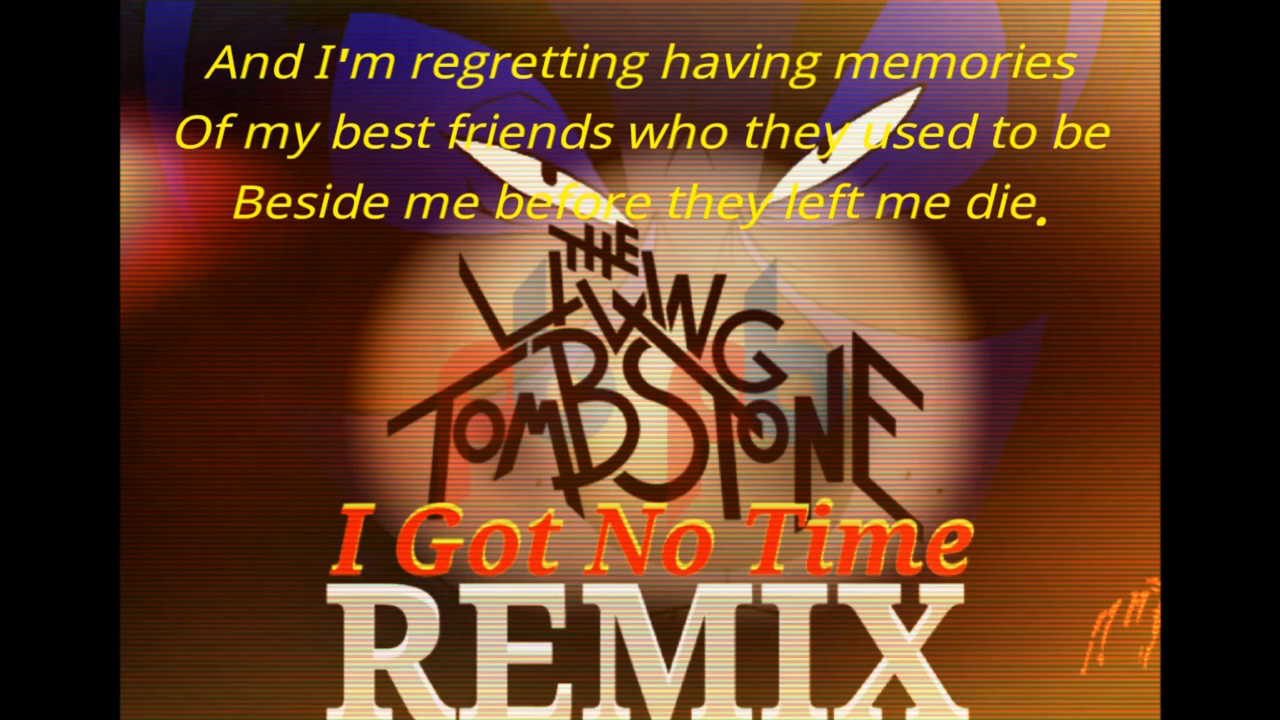 And I'm regretting having memories
Of my best friends who they used to be
Beside me before they left me die.
THE
LIVING
TOMBSTONE
I Got No Time
REMIX